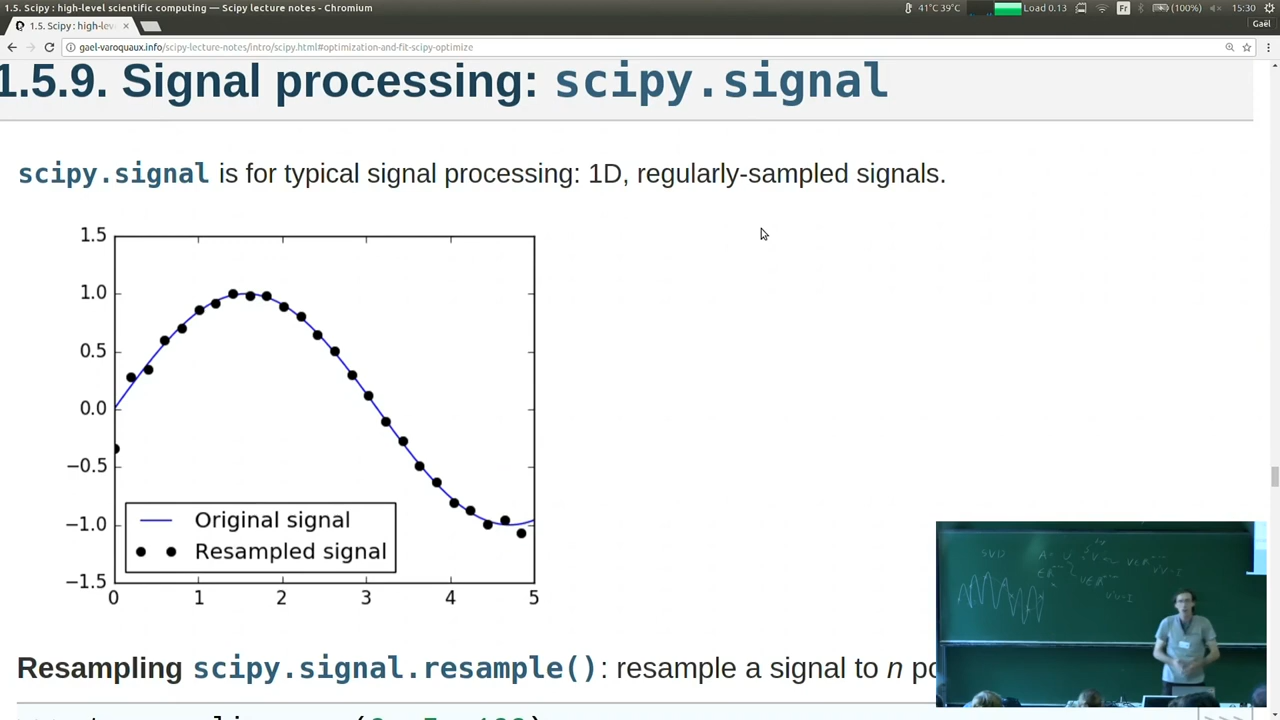 1.5. Scipy : high-level scientific computing — Scipy lecture notes - Chromium
41°C 39°C
Load 0.13
Fr
(100%)
15:30
1.5. Scipy : high-lev
Gaël
gael-varoquaux.info/scipy-lecture-notes/intro/scipy.html#optimization-and-fit-scipy-optimize
1.5.9. Signal processing: scipy.signal
scipy.signal is for typical signal processing: 1D, regularly-sampled signals.
1.5
1.0
0.5
0.0
−0.5
−1.0
−1.5
Original signal
Resampled signal
0 1 2 3 4 5
SVD
Resampling scipy.signal.resample(): resample a signal to n po
>>>